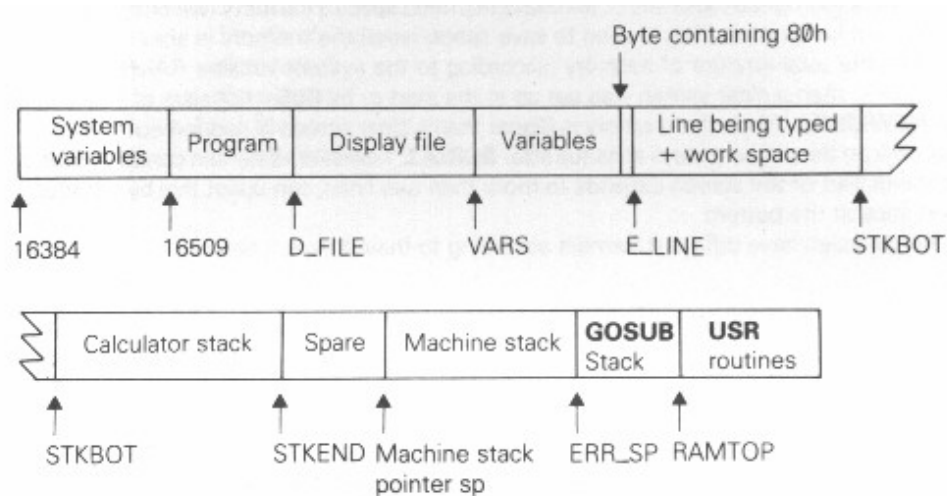 Byte containing 80h
System variables
Program
Display file
Variables
Line being typed + work space
16384
16509
D_FILE
VARS
E_LINE
STKBOT
Calculator stack
Spare
Machine stack
GOSUB Stack
USR routines
STKBOT
STKEND
Machine stack pointer sp
ERR_SP
RAMTOP